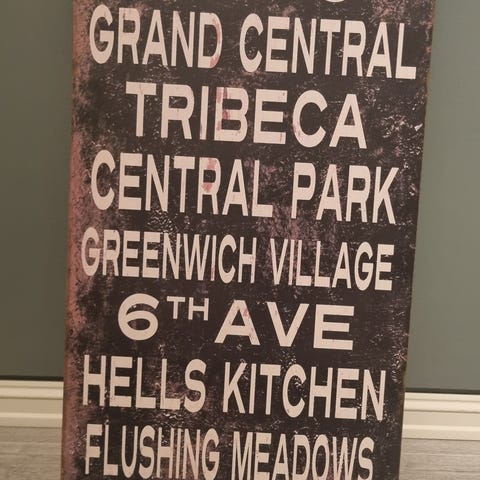 GRAND CENTRAL
TRIBECA
CENTRAL PARK
GREENWICH VILLAGE
6TH AVE
HELLS KITCHEN
FLUSHING MEADOWS